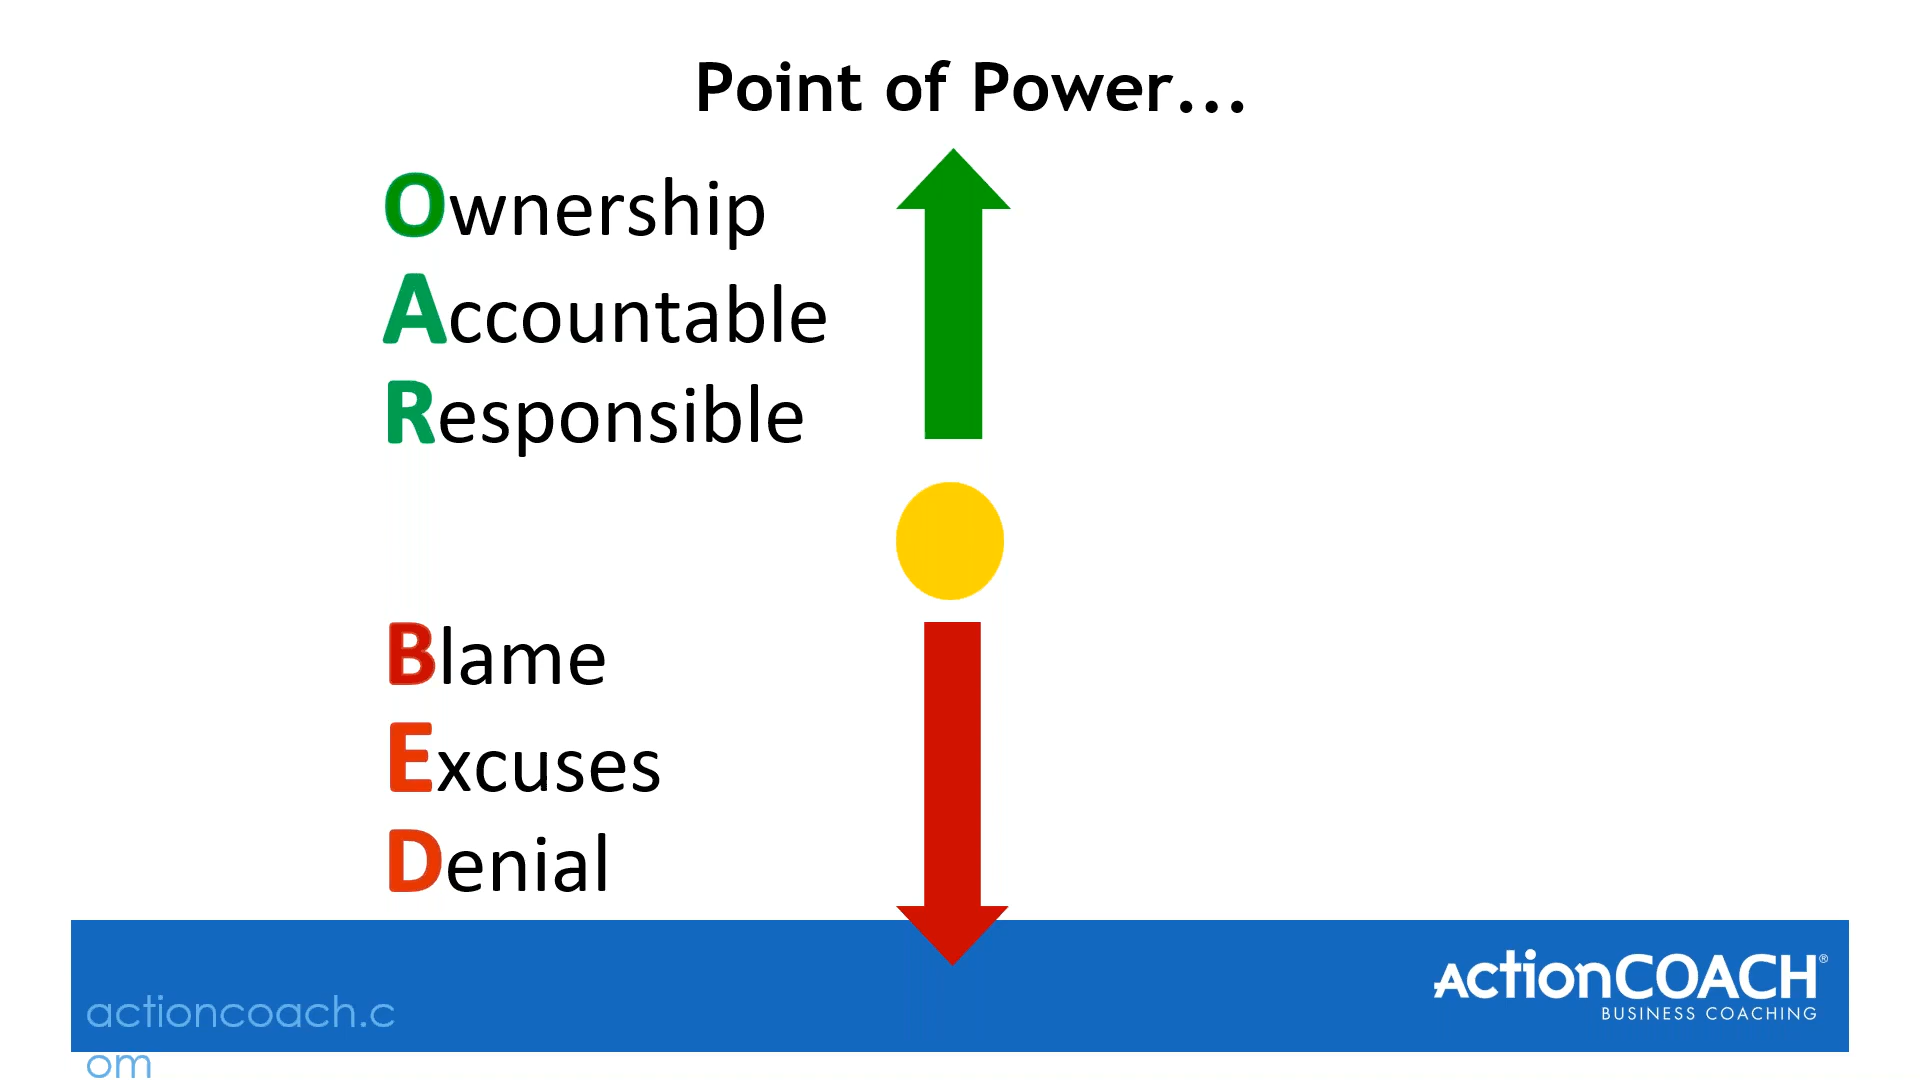 Point of Power...
Ownership
Accountable
Responsible
Blame
Excuses
Denial
actioncoach.c
om
ActionCOACH®
BUSINESS COACHING